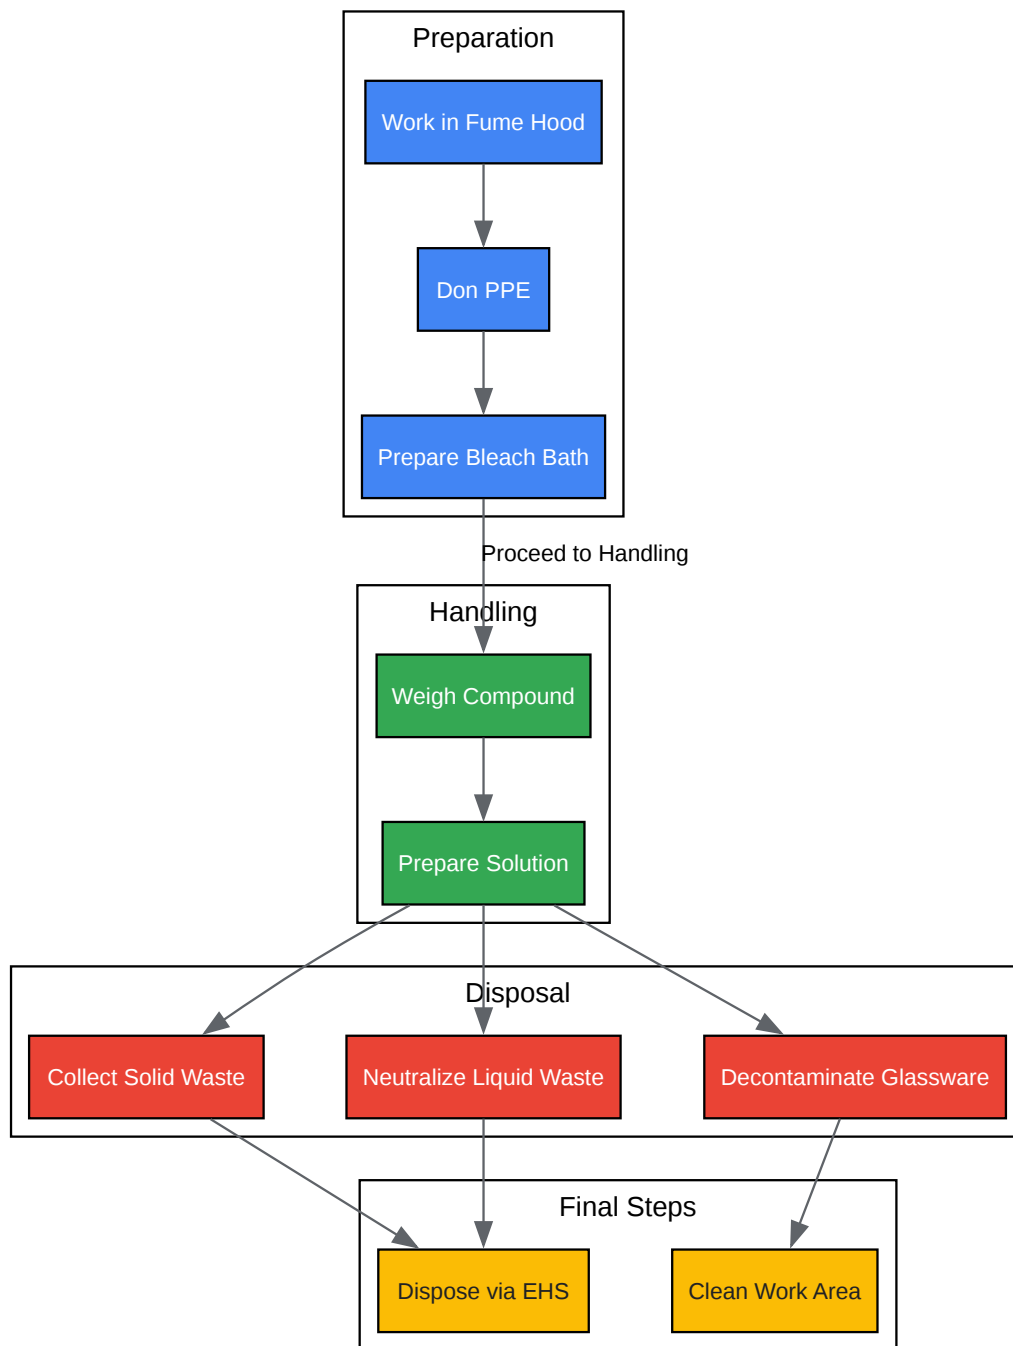 Preparation
Work in Fume Hood
Don PPE
Prepare Bleach Bath
Proceed to Handling
Handling
Weigh Compound
Prepare Solution
Disposal
Collect Solid Waste
Neutralize Liquid Waste
Decontaminate Glassware
Final Steps
Dispose via EHS
Clean Work Area